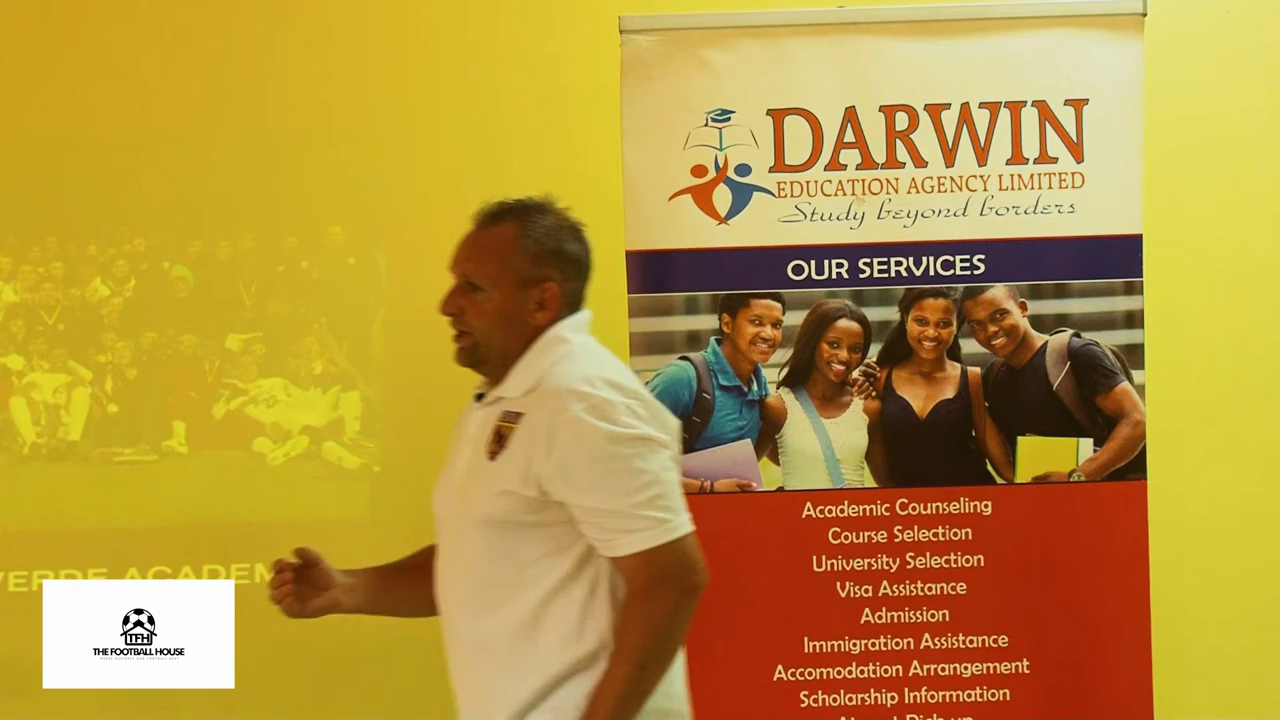 DARWIN
EDUCATION AGENCY LIMITED
Study beyond borders
OUR SERVICES
Academic Counseling
Course Selection
University Selection
Visa Assistance
Admission
Immigration Assistance
Accomodation Arrangement
Scholarship Information
VERDE ACADEM
TFH
THE FOOTBALL HOUSE